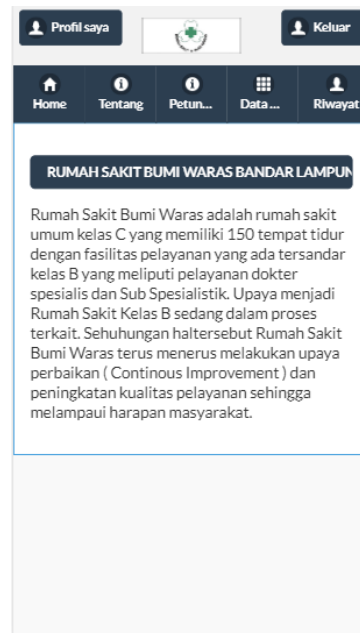 Profil saya
Keluar
Home Tentang Petun... Data ... Riwayat
RUMAH SAKIT BUMI WARAS BANDAR LAMPUN
Rumah Sakit Bumi Waras adalah rumah sakit
umum kelas C yang memiliki 150 tempat tidur
dengan fasilitas pelayanan yang ada tersandar
kelas B yang meliputi pelayanan dokter
spesialis dan Sub Spesialistik. Upaya menjadi
Rumah Sakit Kelas B sedang dalam proses
terkait. Sehuhungan haltersebut Rumah Sakit
Bumi Waras terus menerus melakukan upaya
perbaikan ( Continous Improvement ) dan
peningkatan kualitas pelayanan sehingga
melampaui harapan masyarakat.